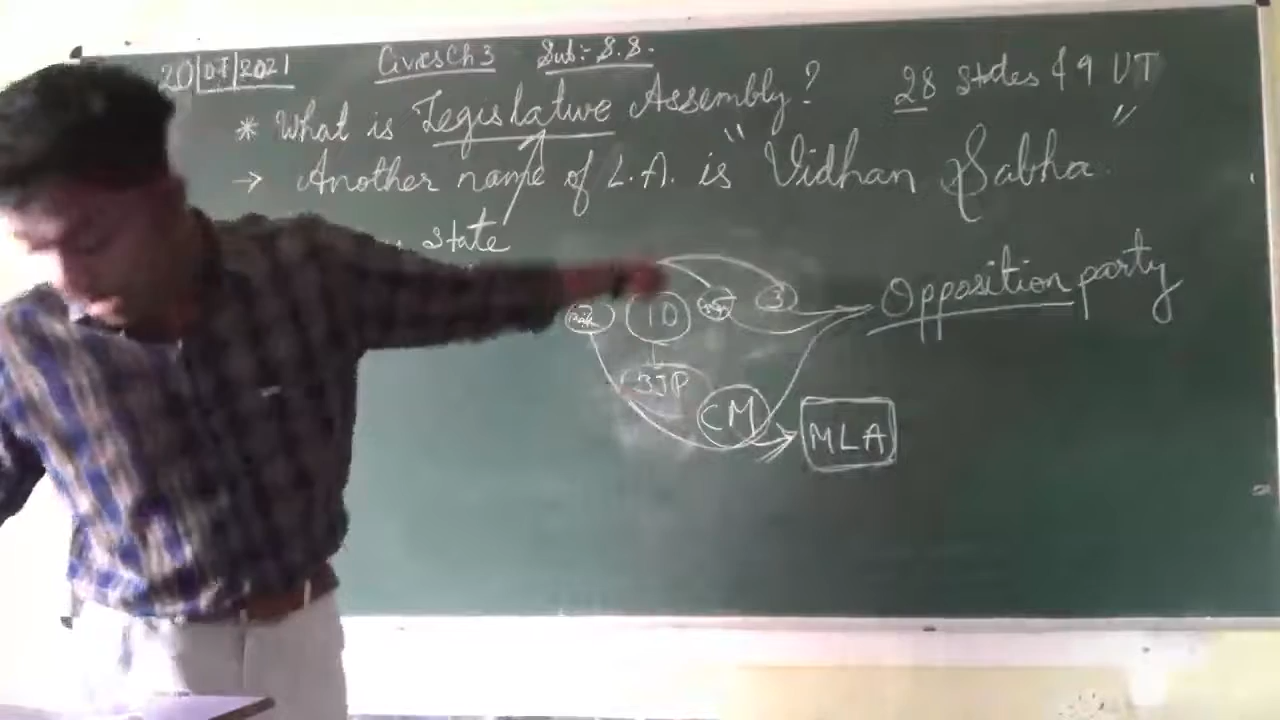 20/07/2021 Civics Ch 3 Sub:- S.S.
* What is Legislative Assembly? 28 States & 9 UT
→ Another name of L.A. is "Vidhan Sabha"
state
10 3 Opposition party
BJP
CM MLA